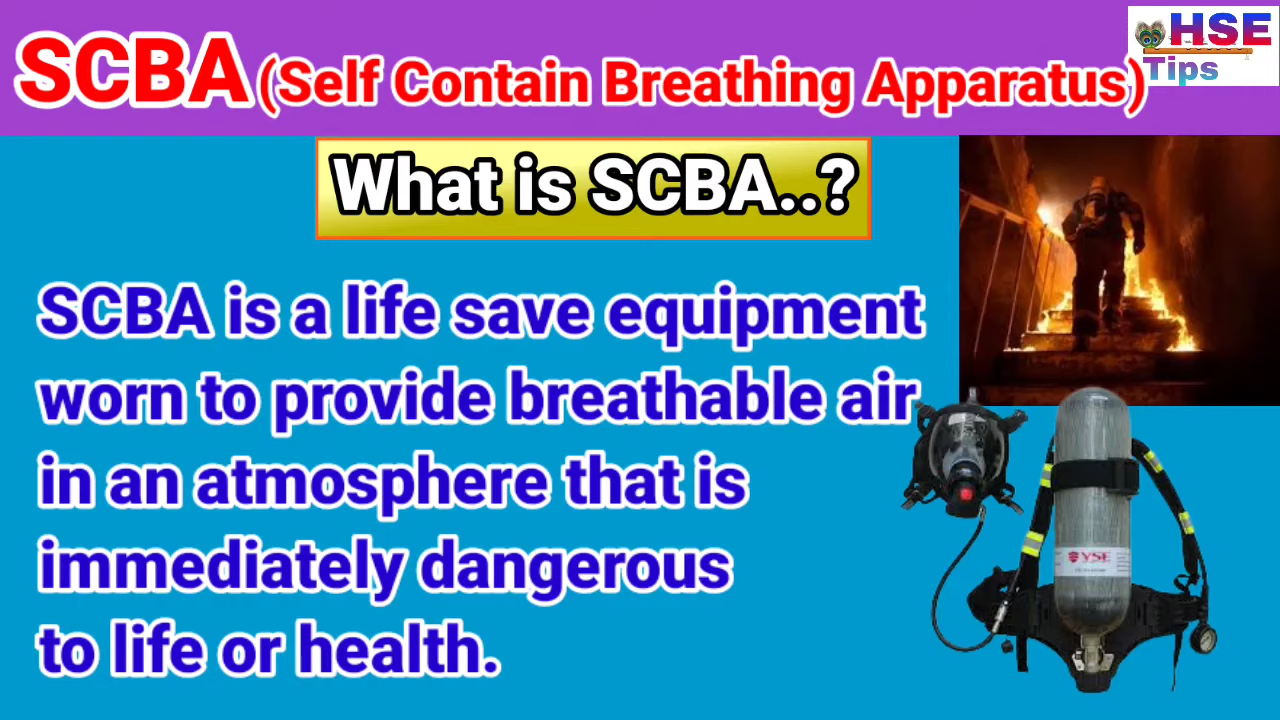 SCBA (Self Contain Breathing Apparatus)
HSE
Tips
What is SCBA..?
SCBA is a life save equipment
worn to provide breathable air
in an atmosphere that is
immediately dangerous
to life or health.